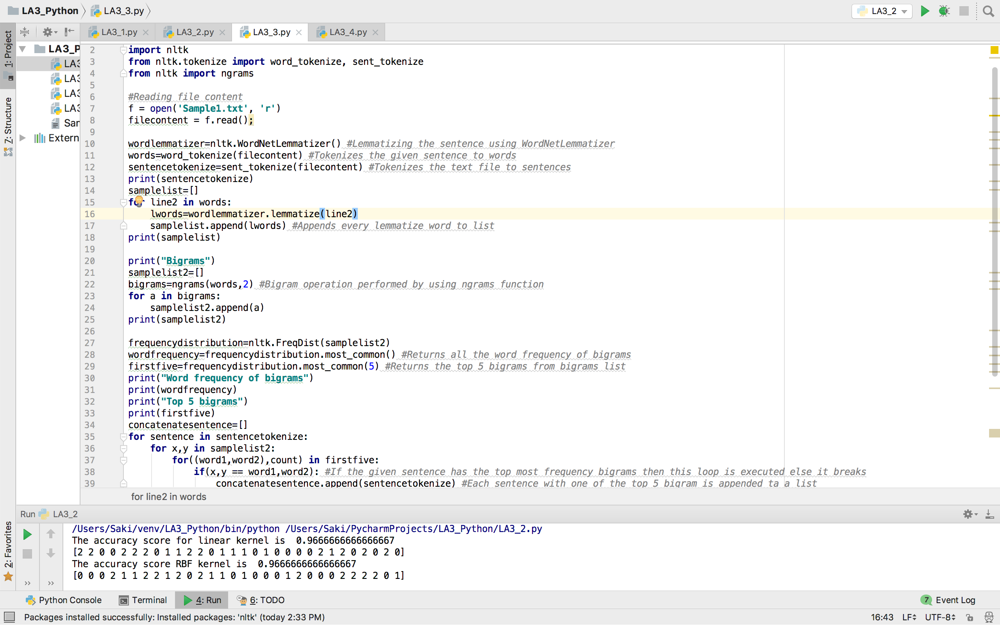 LA3_Python LA3_3.py LA3_2
1: Project
7: Structure
2: Favorites
LA3_1.py LA3_2.py LA3_3.py LA3_4.py
LA3_P
LA3
LA3
LA3
LA3
Sar
Extern
2 import nltk
3 from nltk.tokenize import word_tokenize, sent_tokenize
4 from nltk import ngrams
5
6 #Reading file content
7 f = open('Sample1.txt', 'r')
8 filecontent = f.read();
9
10 wordlemmatizer=nltk.WordNetLemmatizer() #Lemmatizing the sentence using WordNetLemmatizer
11 words=word_tokenize(filecontent) #Tokenizes the given sentence to words
12 sentencetokenize=sent_tokenize(filecontent) #Tokenizes the text file to sentences
13 print(sentencetokenize)
14 samplelist=[]
15 for line2 in words:
16 lwords=wordlemmatizer.lemmatize(line2)
17 samplelist.append(lwords) #Appends every lemmatize word to list
18 print(samplelist)
19
20 print("Bigrams")
21 samplelist2=[]
22 bigrams=ngrams(words,2) #Bigram operation performed by using ngrams function
23 for a in bigrams:
24 samplelist2.append(a)
25 print(samplelist2)
26
27 frequencydistribution=nltk.FreqDist(samplelist2)
28 wordfrequency=frequencydistribution.most_common() #Returns all the word frequency of bigrams
29 firstfive=frequencydistribution.most_common(5) #Returns the top 5 bigrams from bigrams list
30 print("Word frequency of bigrams")
31 print(wordfrequency)
32 print("Top 5 bigrams")
33 print(firstfive)
34 concatenatesentence=[]
35 for sentence in sentencetokenize:
36 for x,y in samplelist2:
37 for((word1,word2),count) in firstfive:
38 if(x,y == word1,word2): #If the given sentence has the top most frequency bigrams then this loop is executed else it breaks
39 concatenatesentence.append(sentencetokenize) #Each sentence with one of the top 5 bigram is appended ta a list
for line2 in words
Run LA3_2
/Users/Saki/venv/LA3_Python/bin/python /Users/Saki/PycharmProjects/LA3_Python/LA3_2.py
The accuracy score for linear kernel is  0.9666666666666667
[2 2 0 0 2 2 2 0 1 1 2 2 0 1 1 1 0 1 0 0 0 0 2 1 2 0 2 0 2 0]
The accuracy score RBF kernel is  0.9666666666666667
[0 0 0 2 1 1 2 2 1 2 0 2 1 1 0 1 0 0 0 1 2 0 0 0 2 2 2 2 0 1]
Python Console Terminal 4: Run 6: TODO 7 Event Log
Packages installed successfully: Installed packages: 'nltk' (today 2:33 PM) 16:43 LF UTF-8